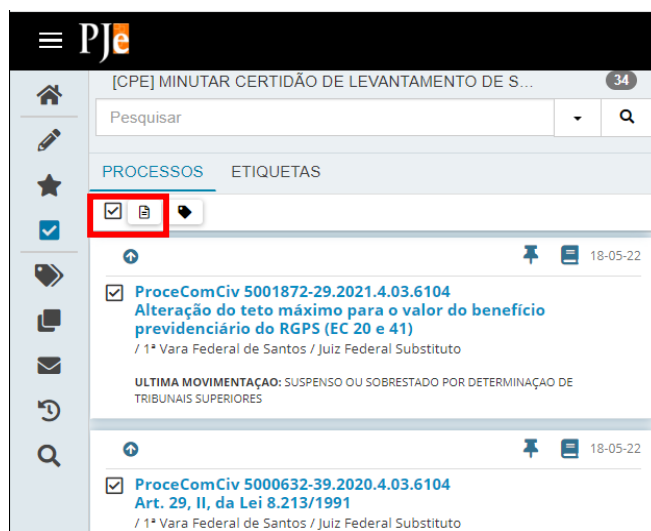 PJe
[CPE] MINUTAR CERTIDÃO DE LEVANTAMENTO DE S... 34
Pesquisar
PROCESSOS ETIQUETAS
18-05-22
ProceComCiv 5001872-29.2021.4.03.6104
Alteração do teto máximo para o valor do benefício
previdenciário do RGPS (EC 20 e 41)
/ 1ª Vara Federal de Santos / Juiz Federal Substituto
ULTIMA MOVIMENTAÇAO: SUSPENSO OU SOBRESTADO POR DETERMINAÇAO DE
TRIBUNAIS SUPERIORES
18-05-22
ProceComCiv 5000632-39.2020.4.03.6104
Art. 29, II, da Lei 8.213/1991
/ 1ª Vara Federal de Santos / Juiz Federal Substituto